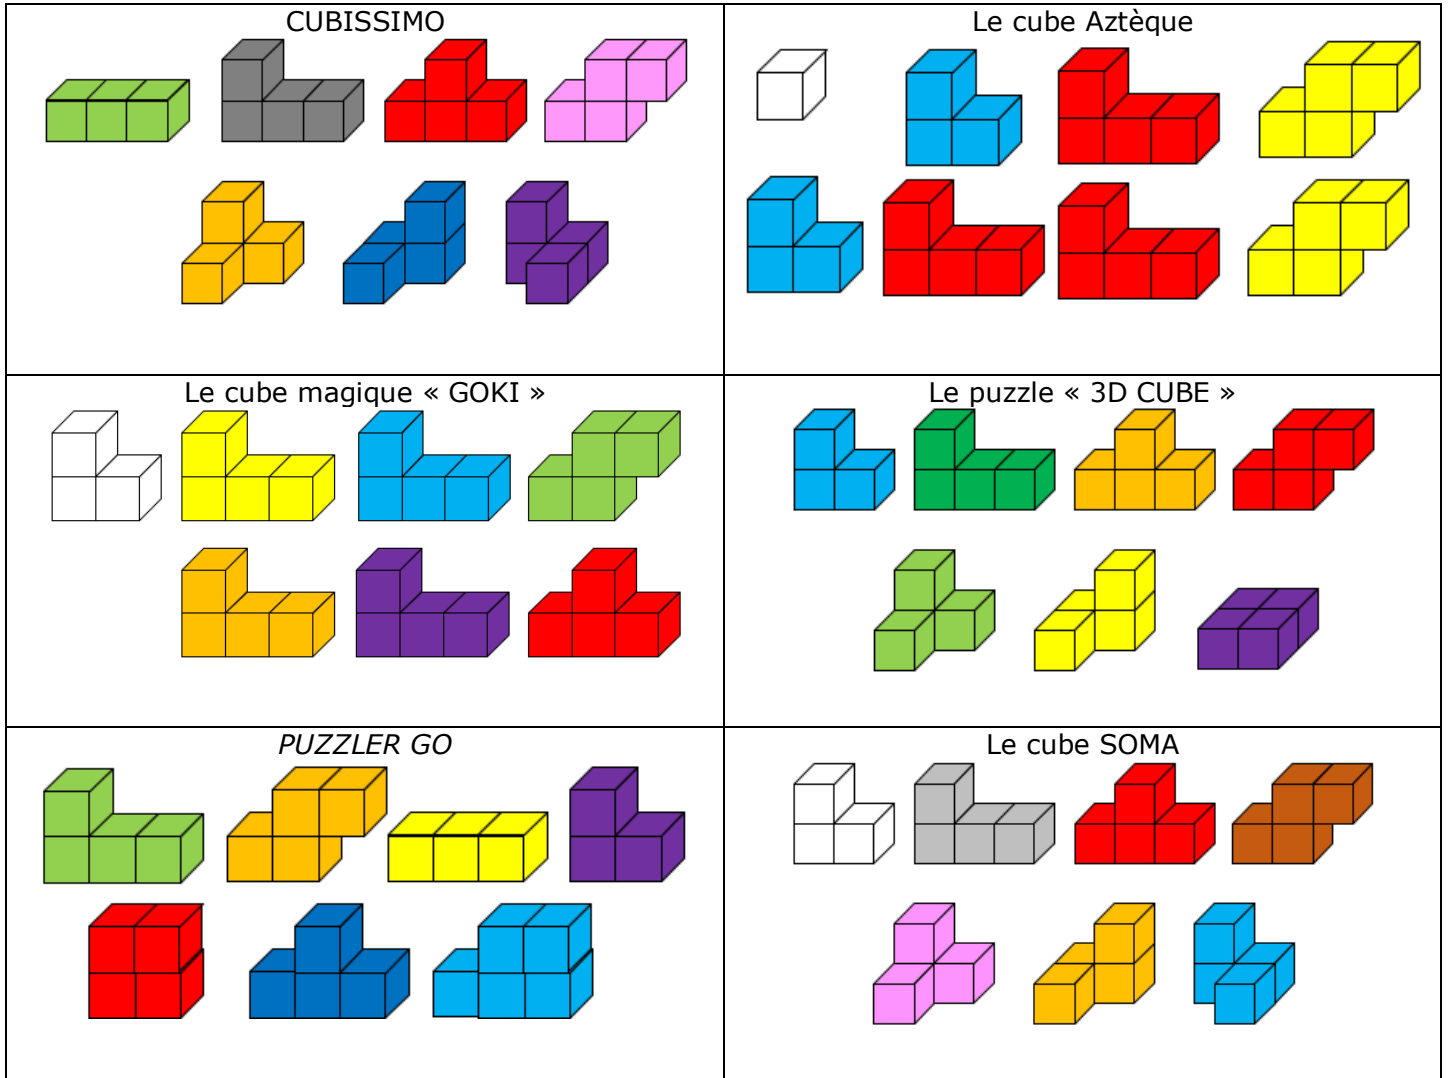 CUBISSIMO
Le cube Aztèque
Le cube magique « GOKI »
Le puzzle « 3D CUBE »
PUZZLER GO
Le cube SOMA